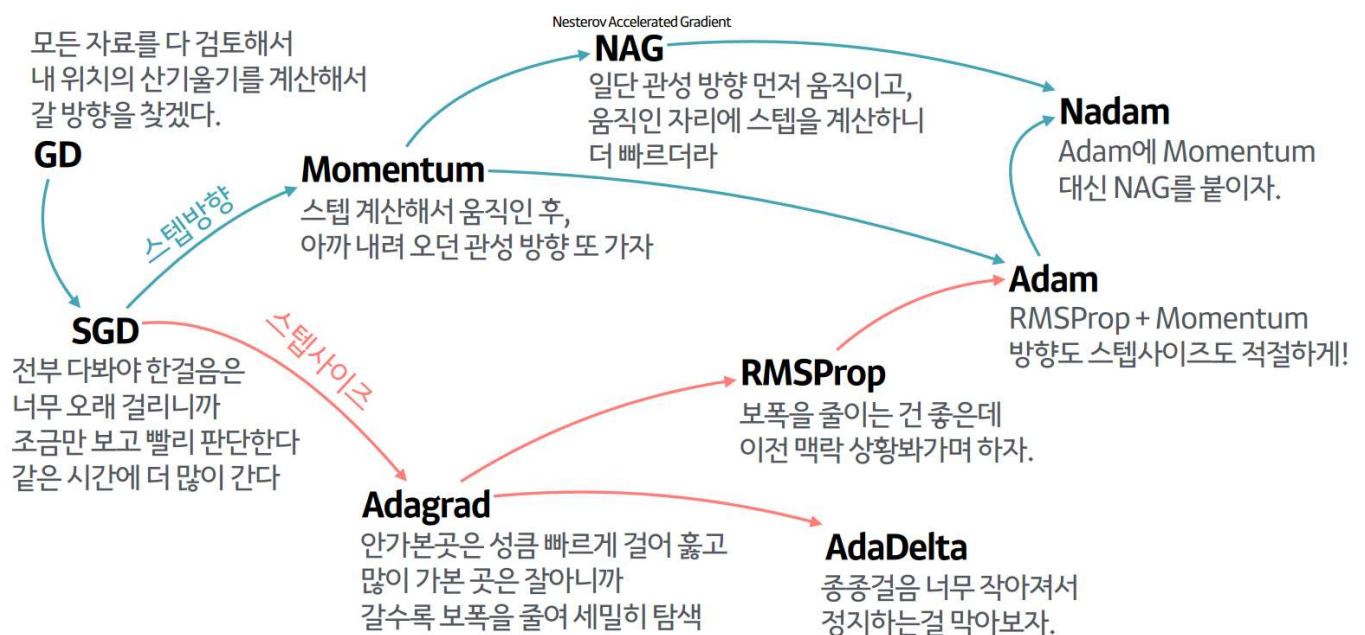 모든 자료를 다 검토해서
내 위치의 산기울기를 계산해서
갈 방향을 찾겠다.
GD
스텝방향
Momentum
스텝 계산해서 움직인 후,
아까 내려 오던 관성 방향 또 가자
Nesterov Accelerated Gradient
NAG
일단 관성 방향 먼저 움직이고,
움직인 자리에 스텝을 계산하니
더 빠르더라
Nadam
Adam에 Momentum
대신 NAG를 붙이자.
SGD
전부 다봐야 한걸음은
너무 오래 걸리니까
조금만 보고 빨리 판단한다
같은 시간에 더 많이 간다
스텝사이즈
Adagrad
안가본곳은 성큼 빠르게 걸어 훑고
많이 가본 곳은 잘아니까
갈수록 보폭을 줄여 세밀히 탐색
RMSProp
보폭을 줄이는 건 좋은데
이전 맥락 상황봐가며 하자.
Adam
RMSProp + Momentum
방향도 스텝사이즈도 적절하게!
AdaDelta
종종걸음 너무 작아져서
정지하는걸 막아보자.